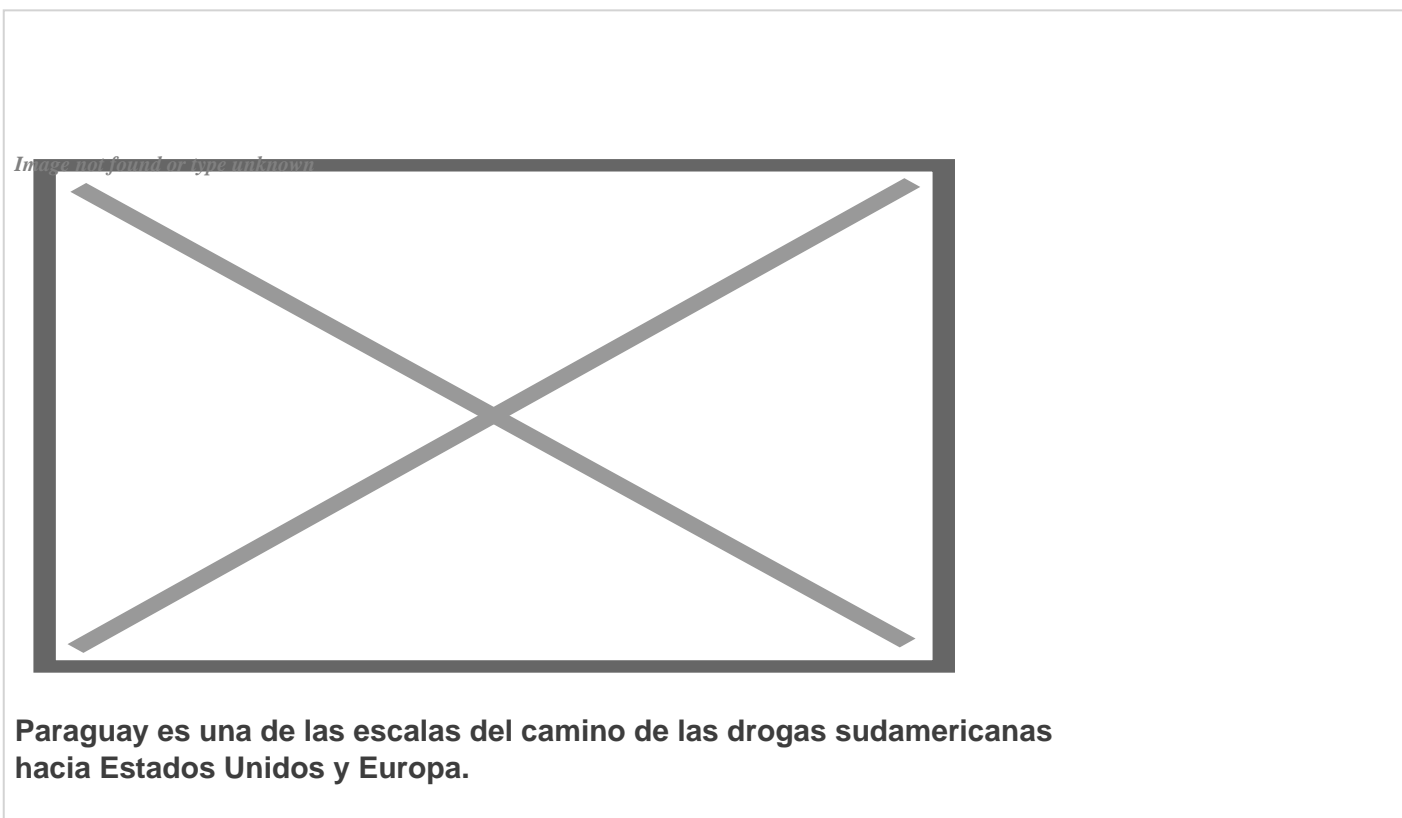 Image not found or type unknown
Paraguay es una de las escalas del camino de las drogas sudamericanas
hacia Estados Unidos y Europa.